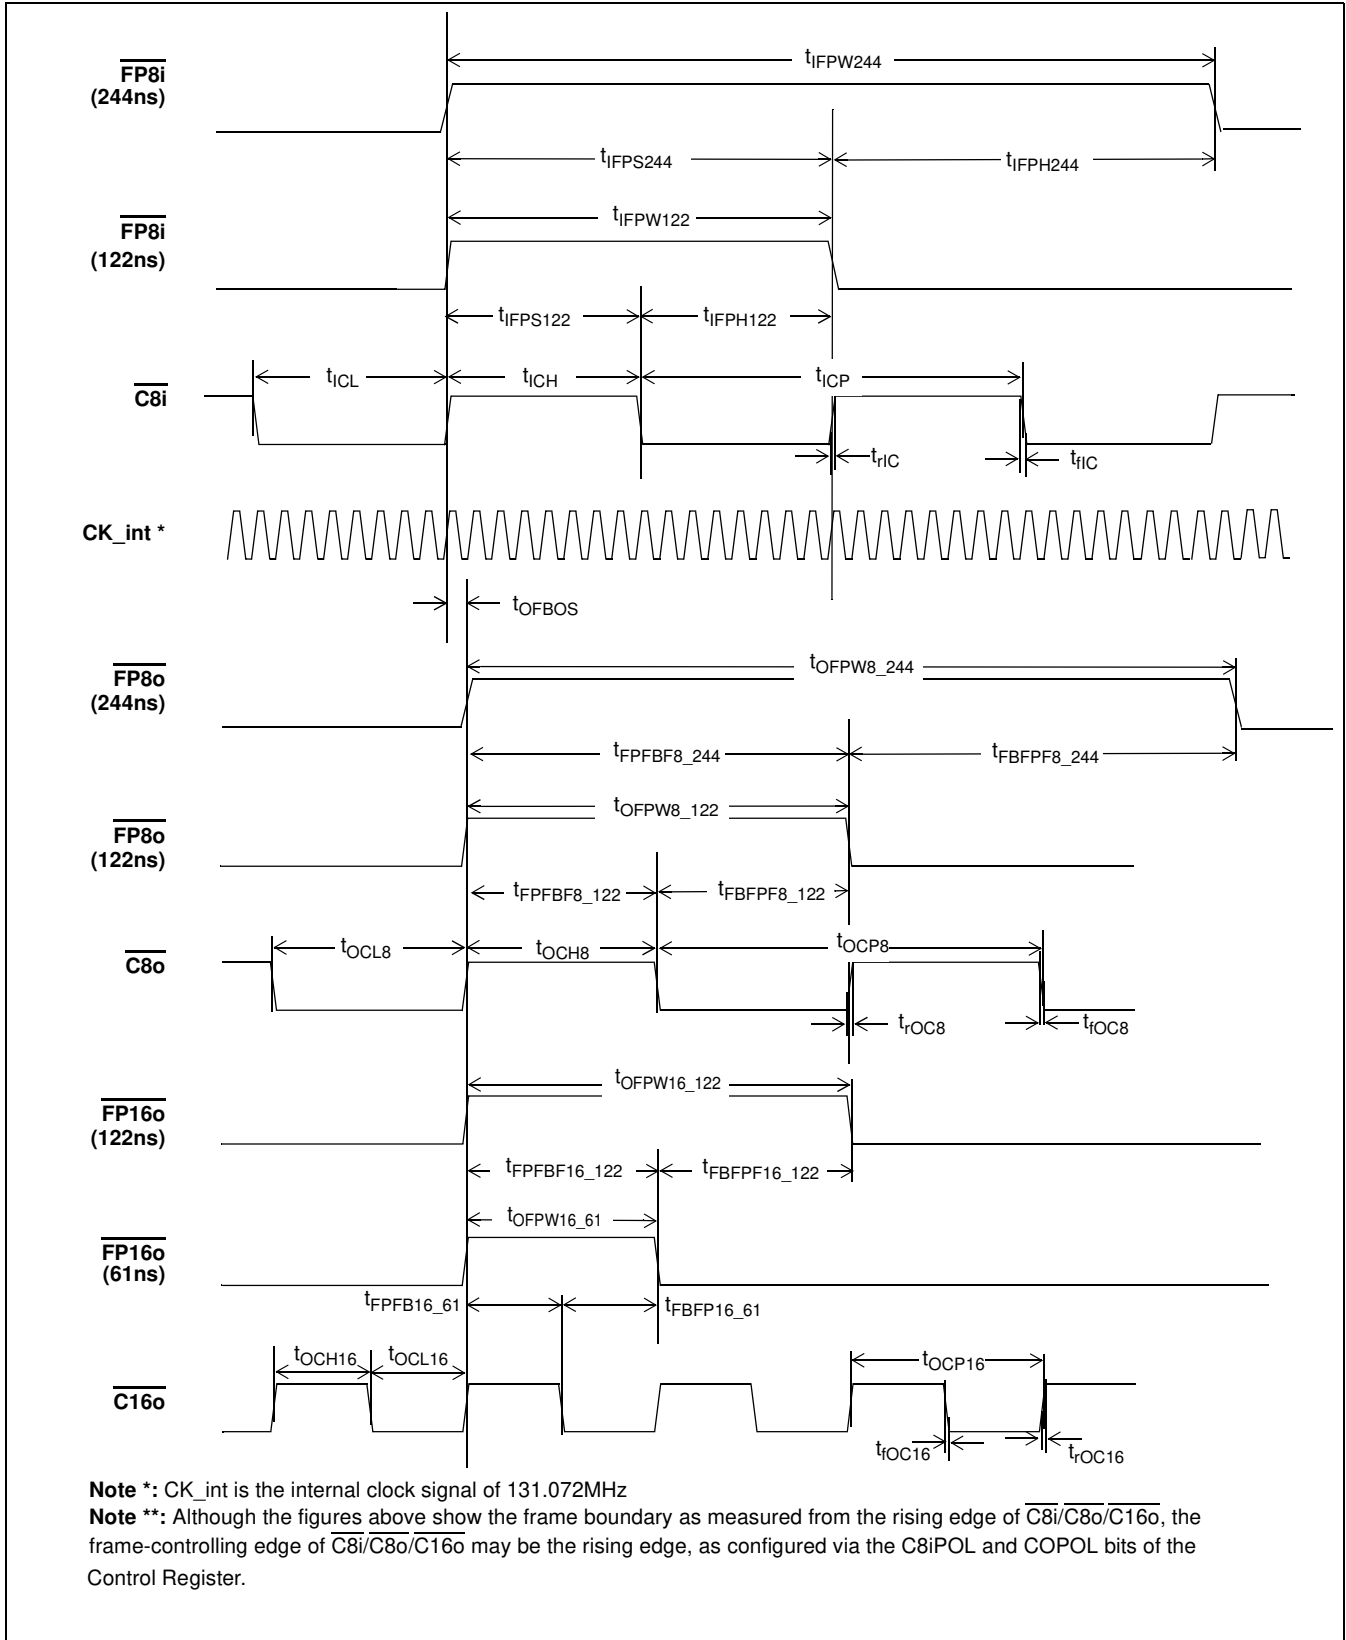 FP8i
(244ns)
tIFPW244
tIFPS244
tIFPH244
FP8i
(122ns)
tIFPW122
tIFPS122
tIFPH122
C8i
tICL
tICH
tICP
trIC
tfIC
CK_int *
tOFBOS
FP8o
(244ns)
tOFPW8_244
tFPFBF8_244
tFBFPF8_244
FP8o
(122ns)
tOFPW8_122
tFPFBF8_122
tFBFPF8_122
C8o
tOCL8
tOCH8
tOCP8
trOC8
tfOC8
FP16o
(122ns)
tOFPW16_122
tFPFBF16_122
tFBFPF16_122
FP16o
(61ns)
tOFPW16_61
tFPFB16_61
tFBFP16_61
C16o
tOCH16
tOCL16
tOCP16
tfOC16
trOC16
Note *: CK_int is the internal clock signal of 131.072MHz
Note **: Although the figures above show the frame boundary as measured from the rising edge of C8i/C8o/C16o, the
frame-controlling edge of C8i/C8o/C16o may be the rising edge, as configured via the C8iPOL and COPOL bits of the
Control Register.